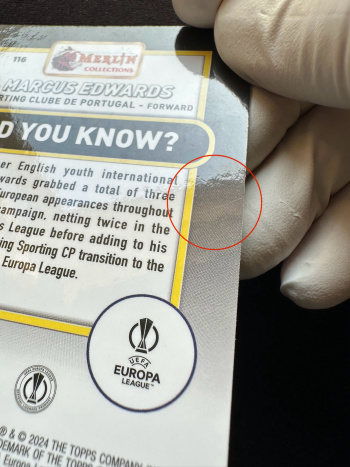 116
MERLIN
COLLECTIONS
MARCUS EDWARDS
RTING CLUBE DE PORTUGAL - FORWARD
D YOU KNOW?
er English youth international
wards grabbed a total of three
uropean appearances throughout
ampaign, netting twice in the
s League before adding to his
ing Sporting CP transition to the
Europa League.
UEFA
EUROPA
LEAGUE™
® & © 2024 THE TOPPS COMPANY
DEMARK OF THE TOPPS